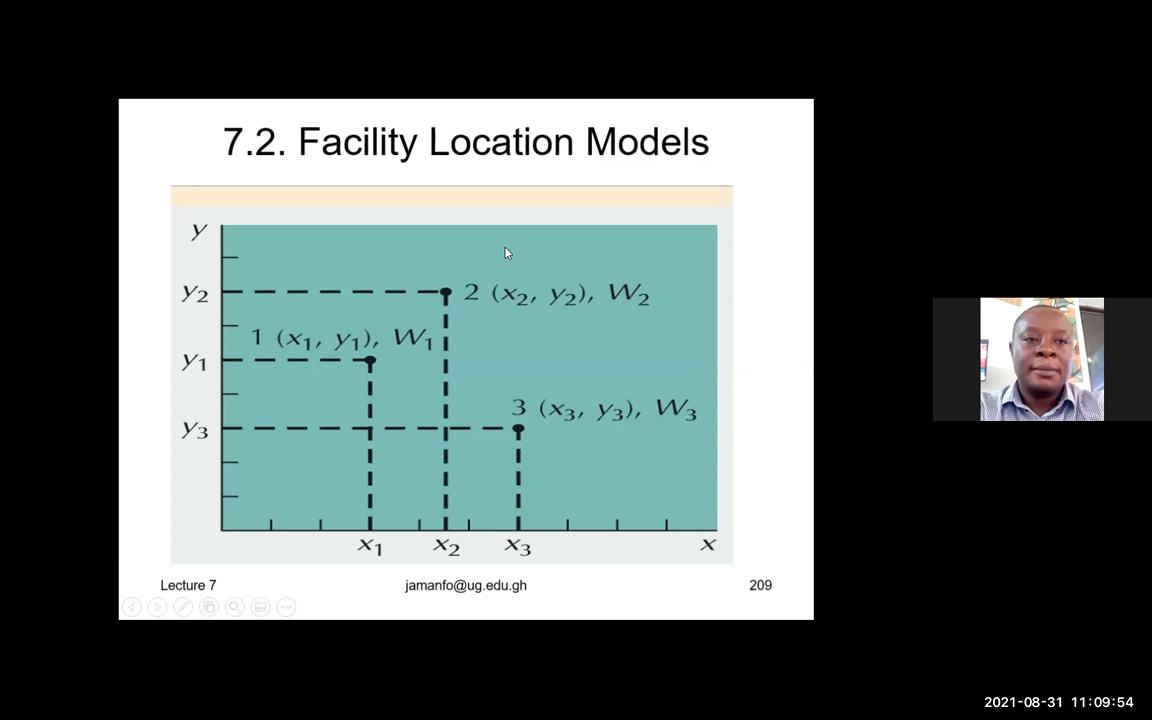 7.2. Facility Location Models
y
y₂
2 (x₂, y₂), W₂
1 (x₁, y₁), W₁
y₁
3 (x₃, y₃), W₃
y₃
x₁ x₂ x₃ x
Lecture 7 jamanfo@ug.edu.gh 209
2021-08-31 11:09:54